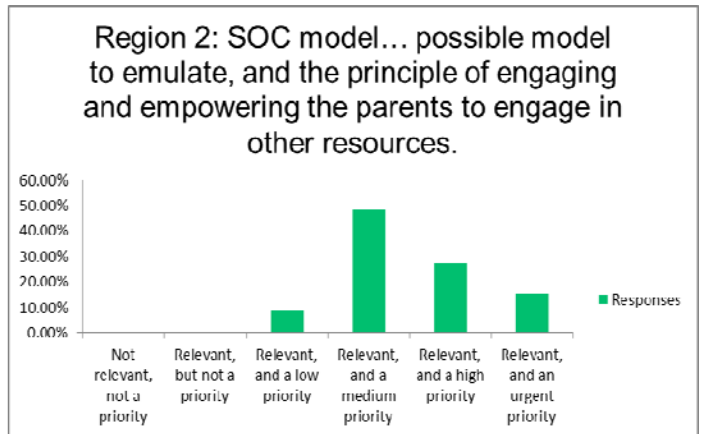 Region 2: SOC model... possible model
to emulate, and the principle of engaging
and empowering the parents to engage in
other resources.
60.00%
50.00%
40.00%
30.00%
20.00%
10.00%
0.00%
Responses
Not relevant, not a priority
Relevant, but not a priority
Relevant, and a low priority
Relevant, and a medium priority
Relevant, and a high priority
Relevant, and an urgent priority